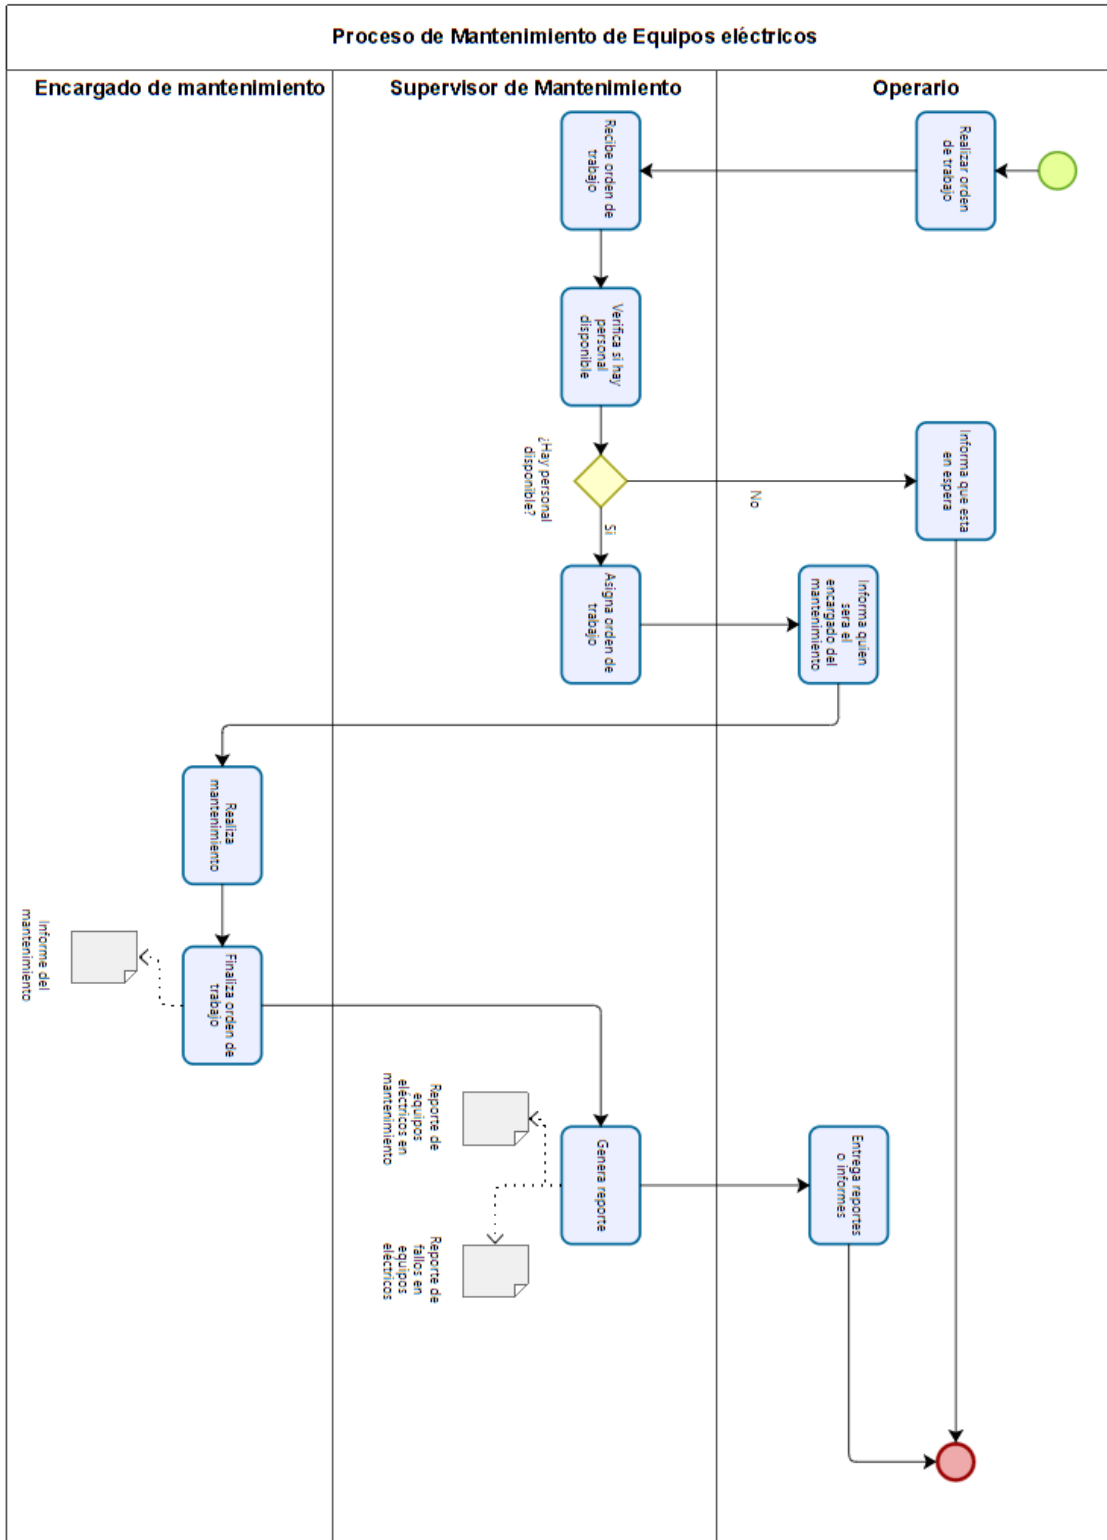 Proceso de Mantenimiento de Equipos eléctricos
Encargado de mantenimiento
Supervisor de Mantenimiento
Operario
Realizar orden
de trabajo
Recibe orden de
trabajo
Verifica si hay
personal
disponible
¿Hay personal
disponible?
No
Si
Informa que esta
en espera
Asigna orden de
trabajo
Informa quien
sera el
encargado del
mantenimiento
Realiza
mantenimiento
Finaliza orden de
trabajo
Informe del
mantenimiento
Genera reporte
Reporte de
equipos
eléctricos en
mantenimiento
Reporte de
fallos en
equipos
eléctricos
Entrega reportes
o informes